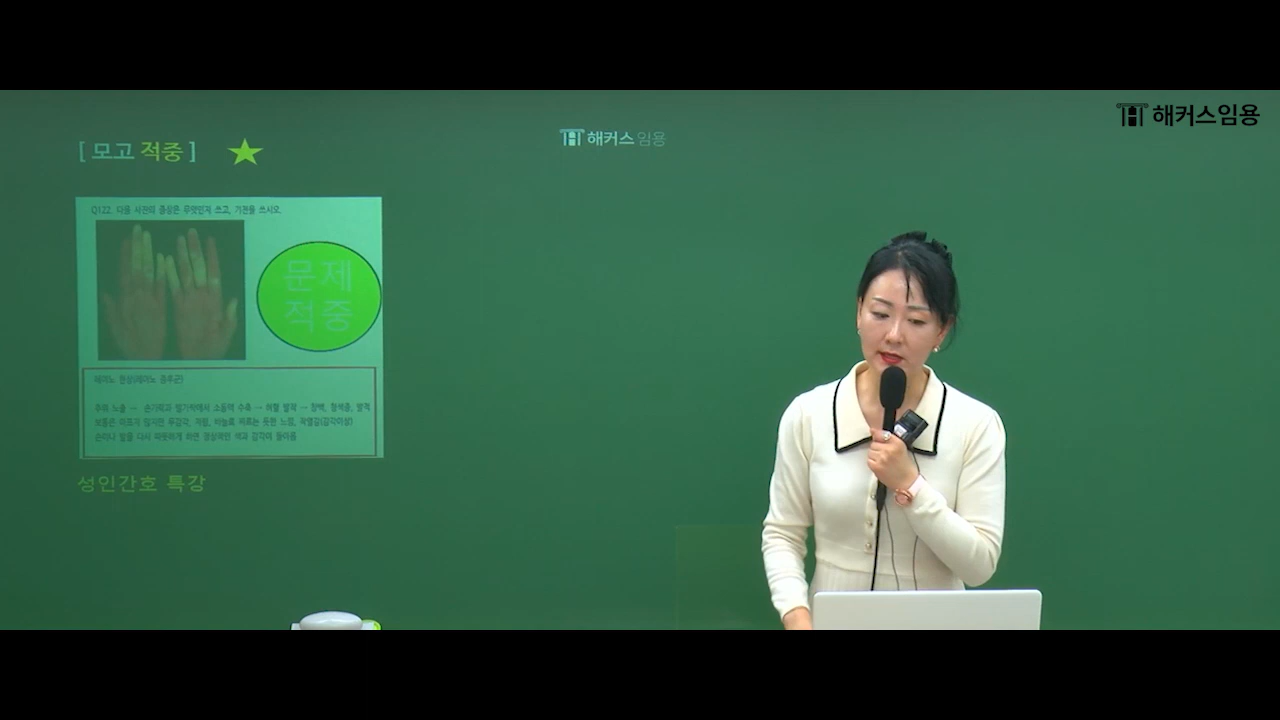 해커스임용
해커스임용
[ 모고 적중 ]
Q122. 다음 사진의 증상은 무엇인지 쓰고, 기전을 쓰시오.
문제
적중
레이노 현상(레이노 증후군)
추위 노출 → 손가락과 발가락에서 소동맥 수축 → 허혈 발작 → 창백, 청색증, 발적
보통은 아프기 않지만 무감각, 저림, 바늘로 찌르는 듯한 느낌, 작열감(감각이상)
손이나 발을 다시 따뜻하게 하면 정상적인 색과 감각이 돌아옴
성인간호 특강